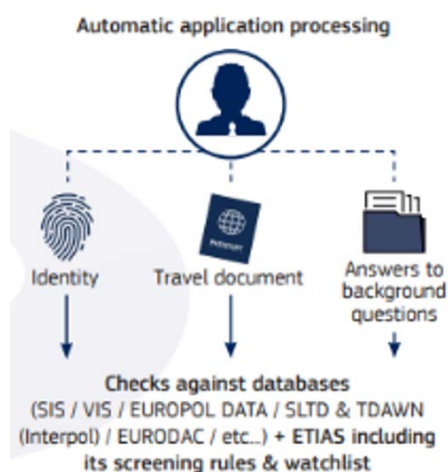 Automatic application processing
PASSPORT
Identity
Travel document
Answers to
background
questions
Checks against databases
(SIS / VIS / EUROPOL DATA / SLTD & TDAWN
(Interpol) / EURODAC / etc...) + ETIAS including
its screening rules & watchlist